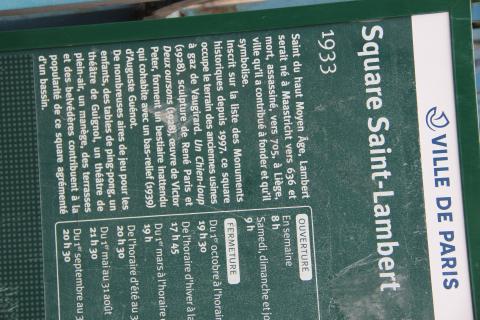 VILLE DE PARIS
Square Saint-Lambert
1933
Saint du haut Moyen Âge, Lambert
serait né à Maastricht vers 636 et
mort, assassiné, vers 705, à Liège,
ville qu'il a contribué à fonder et qu'il
symbolise.
Inscrit sur la liste des Monuments
historiques depuis 1997, ce square
occupe le terrain des anciennes usines
à gaz de Vaugirard. Un Chien-loup
(1928), sculpture de René Paris et
Deux oursons (1928), œuvre de Victor
Peter, forment un bestiaire inattendu
qui cohabite avec un bas-relief (1939)
d'Auguste Guénot.
De nombreuses aires de jeu pour les
enfants, des tables de ping-pong, un
théâtre de Guignol, un théâtre de
plein-air, un manège, des terrasses
et des belvédères contribuent à la
popularité de ce square agrémenté
d'un bassin.
OUVERTURE
En semaine
8 h
Samedi, dimanche et jo
9 h
FERMETURE
Du 1er octobre à l'horai
19 h 30
De l'horaire d'hiver à la
17 h 45
Du 1er mars à l'horaire
19 h
De l'horaire d'été au 3
20 h 30
Du 1er mai au 31 août
21 h 30
Du 1er septembre au 3
20 h 30